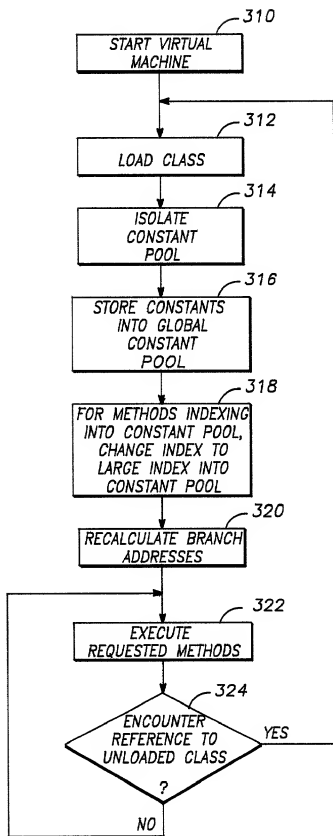 310
START VIRTUAL
MACHINE
312
LOAD CLASS
314
ISOLATE
CONSTANT
POOL
316
STORE CONSTANTS
INTO GLOBAL
CONSTANT
POOL
318
FOR METHODS INDEXING
INTO CONSTANT POOL,
CHANGE INDEX TO
LARGE INDEX INTO
CONSTANT POOL
320
RECALCULATE BRANCH
ADDRESSES
322
EXECUTE
REQUESTED METHODS
324
ENCOUNTER
REFERENCE TO
UNLOADED CLASS
?
YES
NO